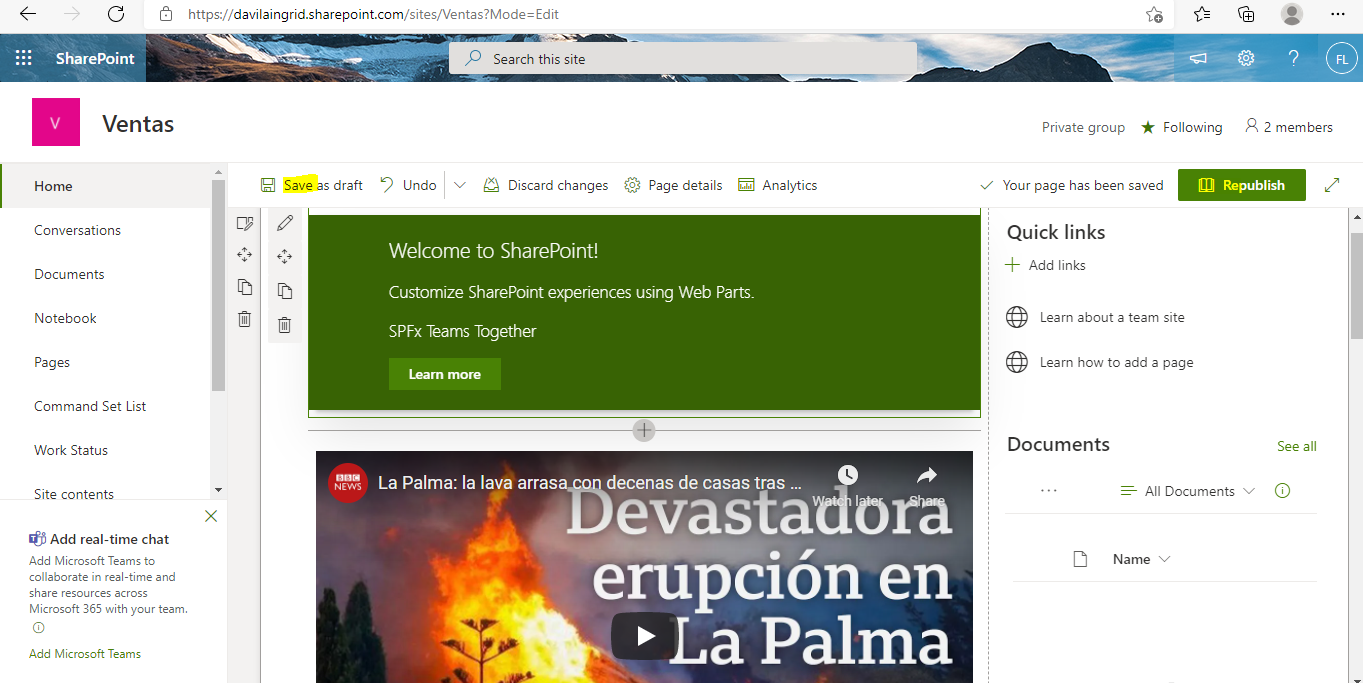 https://davilaingrid.sharepoint.com/sites/Ventas?Mode=Edit
SharePoint
Search this site
FL
V
Ventas
Private group
Following
2 members
Home
Conversations
Documents
Notebook
Pages
Command Set List
Work Status
Site contents
Add real-time chat
Add Microsoft Teams to
collaborate in real-time and
share resources across
Microsoft 365 with your team.
Add Microsoft Teams
Save as draft
Undo
Discard changes
Page details
Analytics
Your page has been saved
Republish
Welcome to SharePoint!
Customize SharePoint experiences using Web Parts.
SPFx Teams Together
Learn more
BBC
NEWS
La Palma: la lava arrasa con decenas de casas tras ...
Watch later
Share
Devastadora
erupción en
La Palma
Quick links
Add links
Learn about a team site
Learn how to add a page
Documents
See all
All Documents
Name